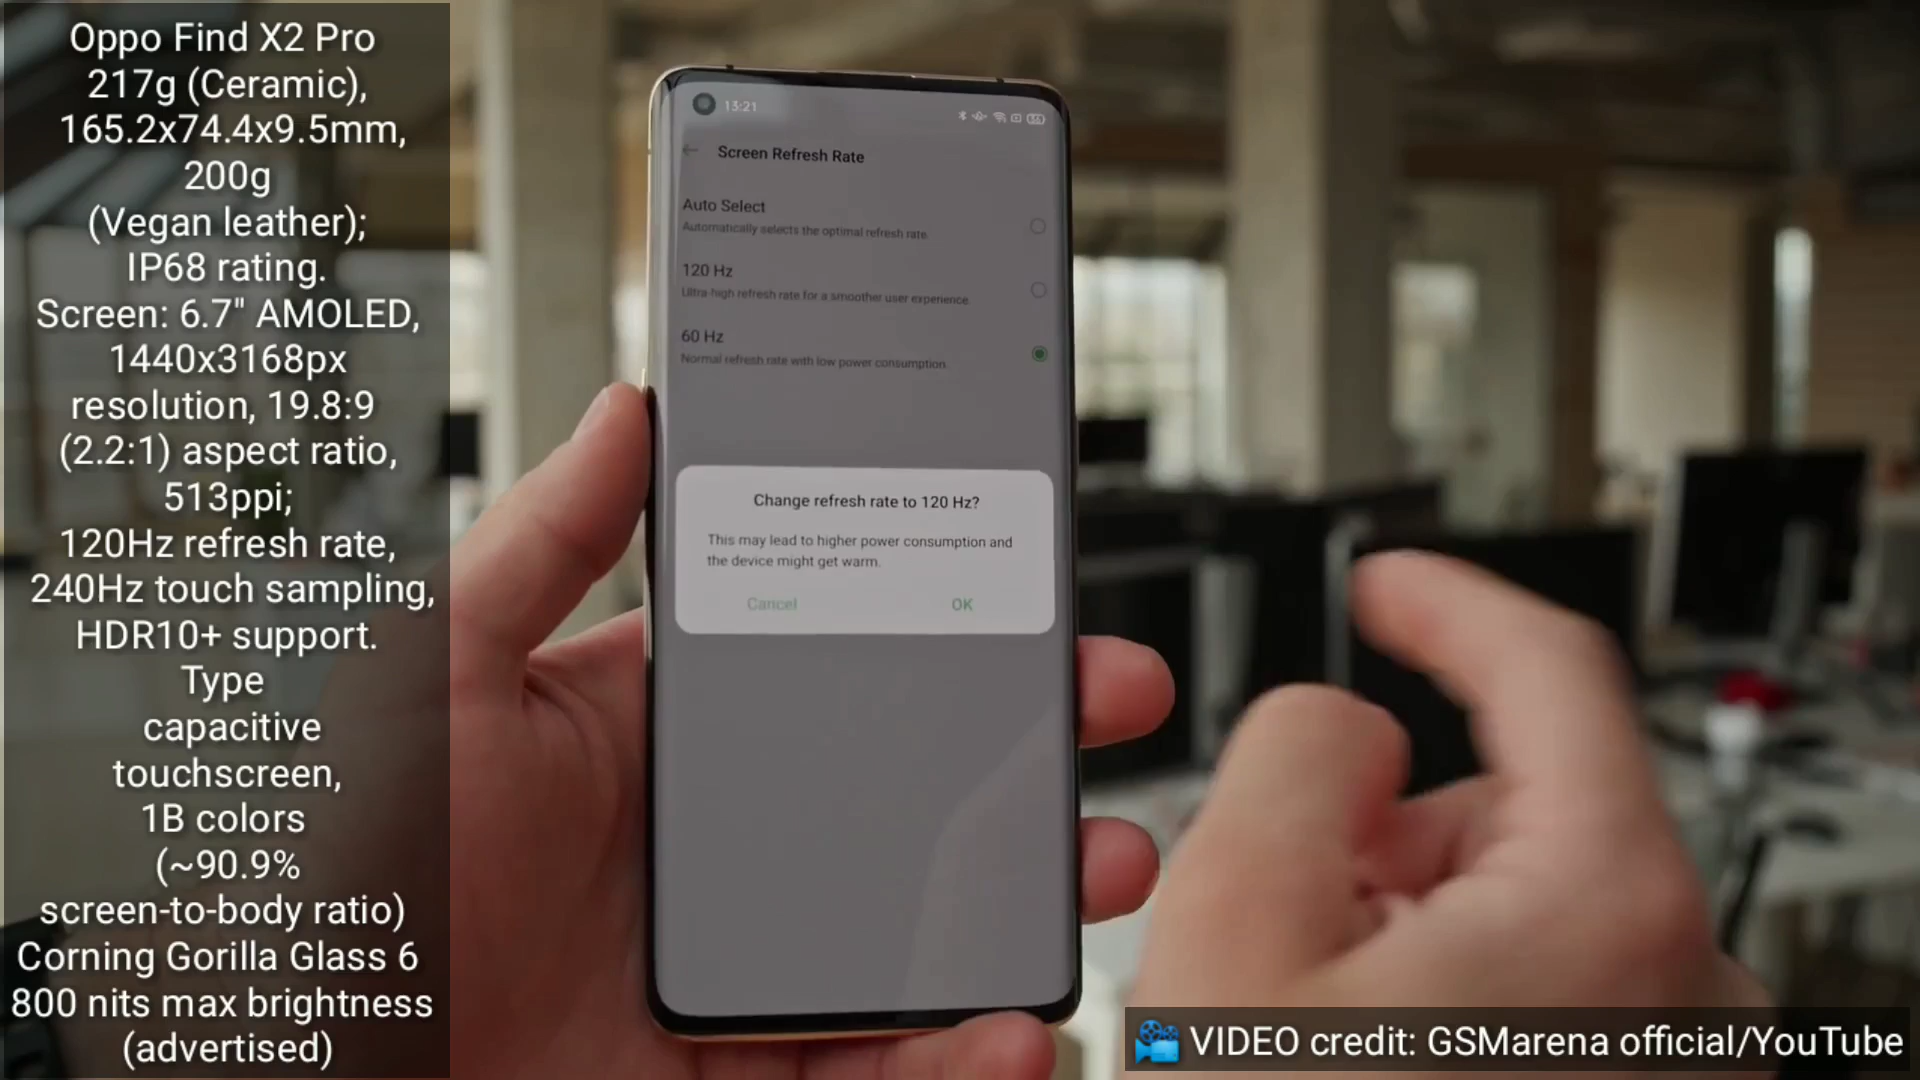 Oppo Find X2 Pro
217g (Ceramic),
165.2x74.4x9.5mm,
200g
(Vegan leather);
IP68 rating.
Screen: 6.7" AMOLED,
1440x3168px
resolution, 19.8:9
(2.2:1) aspect ratio,
513ppi;
120Hz refresh rate,
240Hz touch sampling,
HDR10+ support.
Type
capacitive
touchscreen,
1B colors
(~90.9%
screen-to-body ratio)
Corning Gorilla Glass 6
800 nits max brightness
(advertised)
13:21
Screen Refresh Rate
Auto Select
Automatically selects the optimal refresh rate.
120 Hz
Ultra-high refresh rate for a smoother user experience.
60 Hz
Normal refresh rate with low power consumption.
Change refresh rate to 120 Hz?
This may lead to higher power consumption and
the device might get warm.
Cancel OK
VIDEO credit: GSMarena official/YouTube